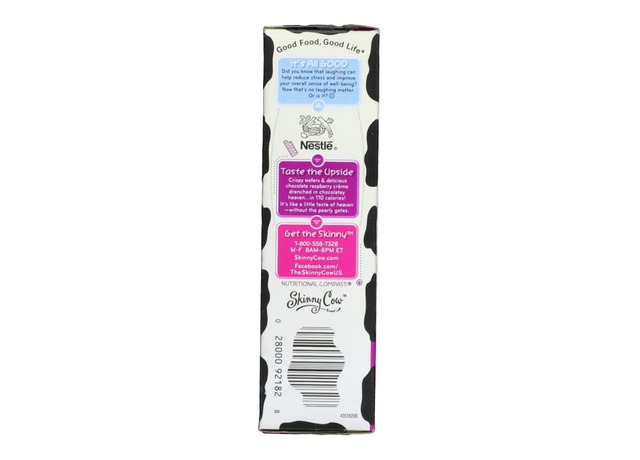 Good Food, Good Life®
It's All GOOD
Did you know that laughing can
help reduce stress and improve
your overall sense of well-being?
Now that's no laughing matter.
Or is it? ☺
Nestlé®
Taste the Upside
Crispy wafers & delicious
chocolate raspberry crème
drenched in chocolatey
heaven...in 110 calories!
It's like a little taste of heaven
—without the pearly gates.
Get the Skinny™
1-800-558-7328
M-F 8AM-8PM ET
SkinnyCow.com
Facebook.com/
TheSkinnyCowUS
NUTRITIONAL COMPASS®
Skinny Cow™
0 28000 92182 8